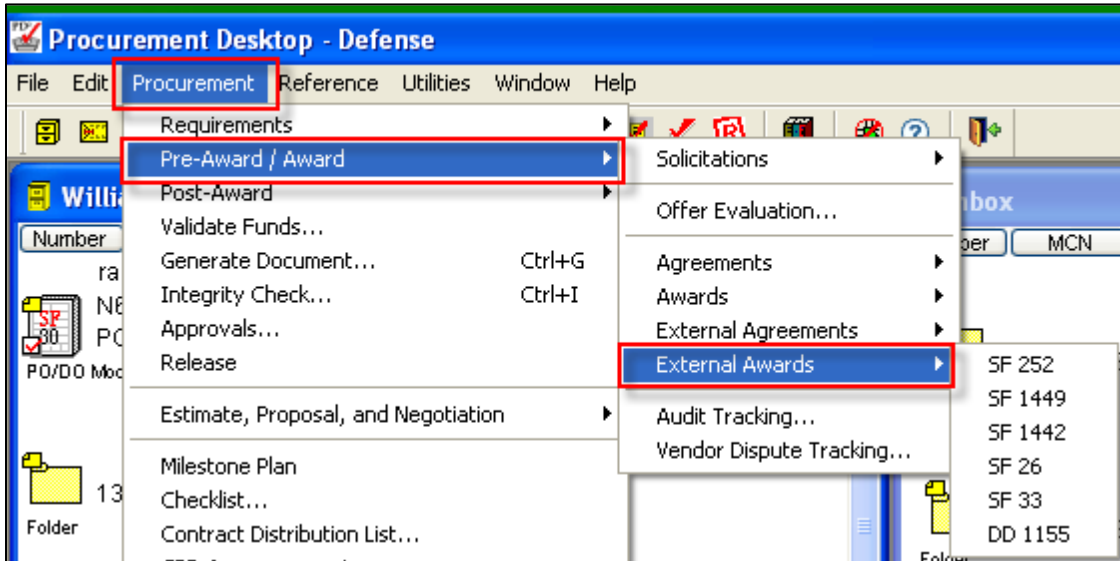 Procurement Desktop - Defense
File Edit Procurement Reference Utilities Window Help
Requirements
Pre-Award / Award
Post-Award
Validate Funds...
Generate Document... Ctrl+G
Integrity Check... Ctrl+I
Approvals...
Release
Estimate, Proposal, and Negotiation
Milestone Plan
Checklist...
Contract Distribution List...
Solicitations
Offer Evaluation...
Agreements
Awards
External Agreements
External Awards
Audit Tracking...
Vendor Dispute Tracking...
SF 252
SF 1449
SF 1442
SF 26
SF 33
DD 1155
Number
SF
30
PO/DO
13
Folder
MCN